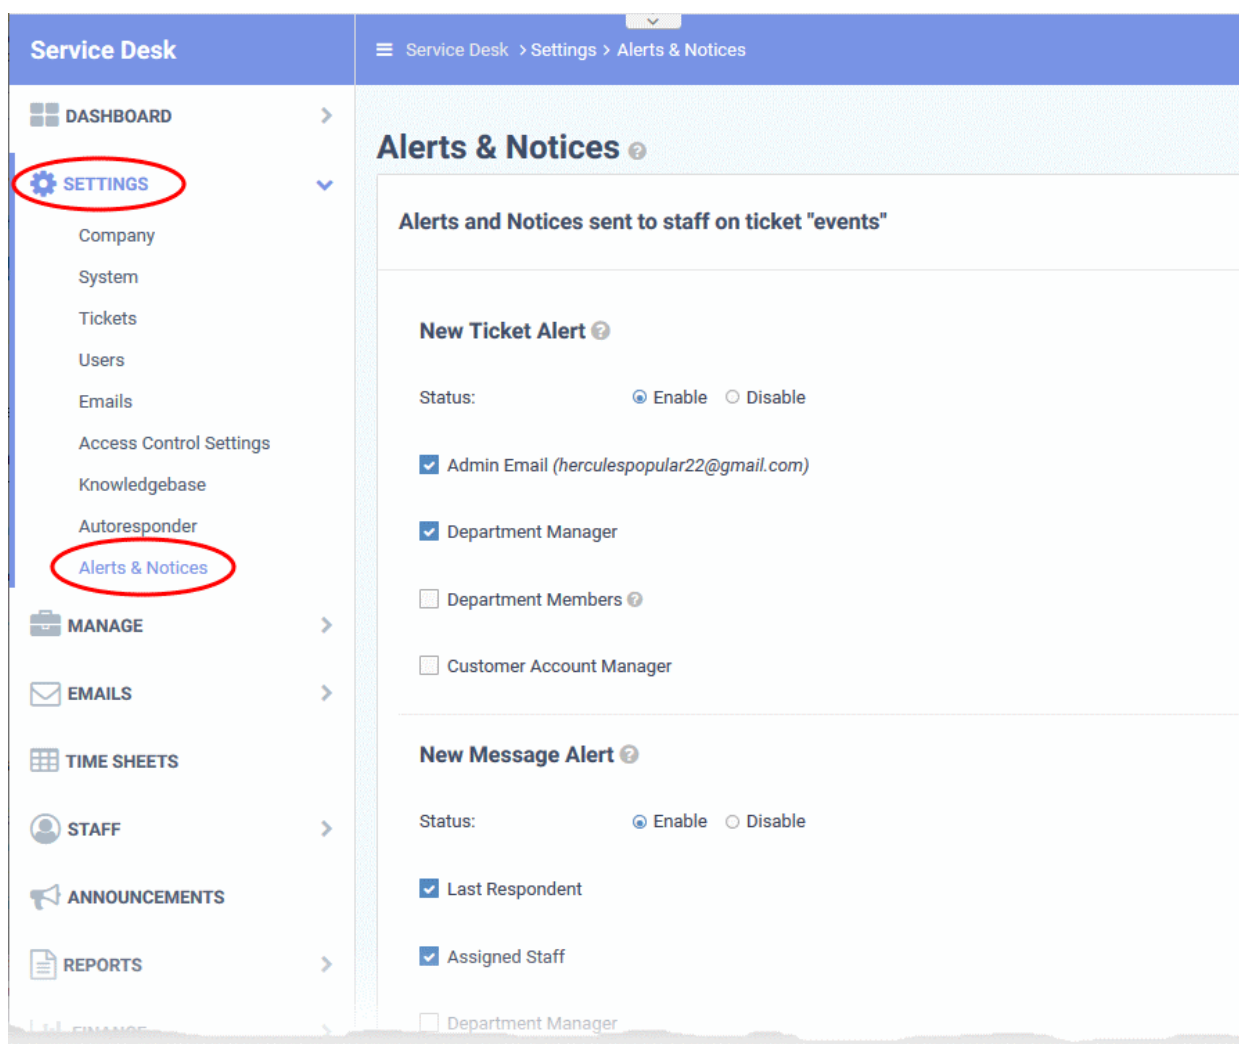 Service Desk
Service Desk > Settings > Alerts & Notices
DASHBOARD
SETTINGS
Company
System
Tickets
Users
Emails
Access Control Settings
Knowledgebase
Autoresponder
Alerts & Notices
MANAGE
EMAILS
TIME SHEETS
STAFF
ANNOUNCEMENTS
REPORTS
FINANCE
Alerts & Notices
Alerts and Notices sent to staff on ticket "events"
New Ticket Alert
Status: Enable Disable
Admin Email (herculespopular22@gmail.com)
Department Manager
Department Members
Customer Account Manager
New Message Alert
Status: Enable Disable
Last Respondent
Assigned Staff
Department Manager